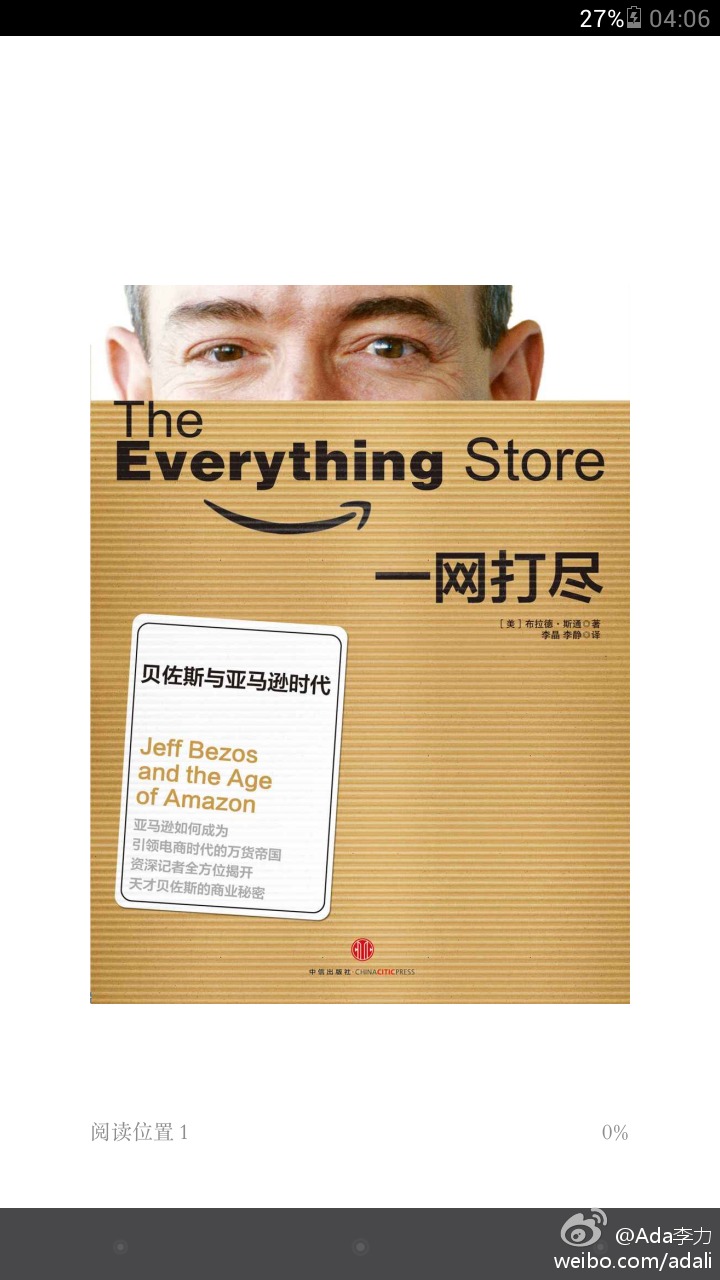 27% 04:06
The
Everything Store
一网打尽
［美］布拉德·斯通◎著
李晶 李静◎译
贝佐斯与亚马逊时代
Jeff Bezos
and the Age
of Amazon
亚马逊如何成为
引领电商时代的万货帝国
资深记者全方位揭开
天才贝佐斯的商业秘密
中信出版社·CHINACITICPRESS
阅读位置 1 0%
@Ada李力
weibo.com/adali